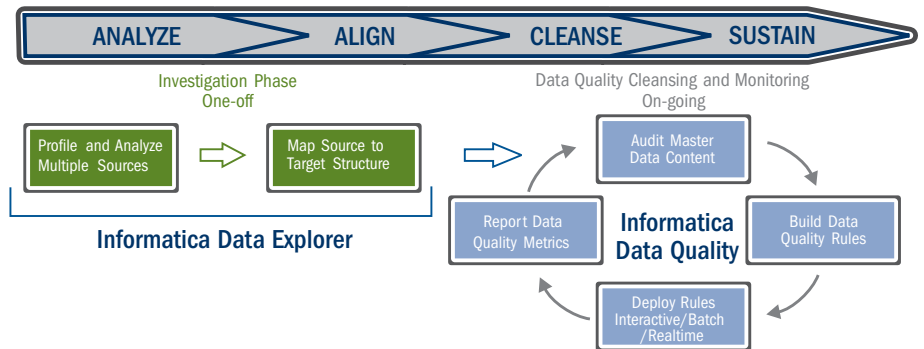 ANALYZE
ALIGN
CLEANSE
SUSTAIN
Investigation Phase
One-off
Data Quality Cleansing and Monitoring
On-going
Profile and Analyze
Multiple Sources
Map Source to
Target Structure
Informatica Data Explorer
Audit Master
Data Content
Report Data
Quality Metrics
Informatica
Data Quality
Build Data
Quality Rules
Deploy Rules
Interactive/Batch
/Realtime